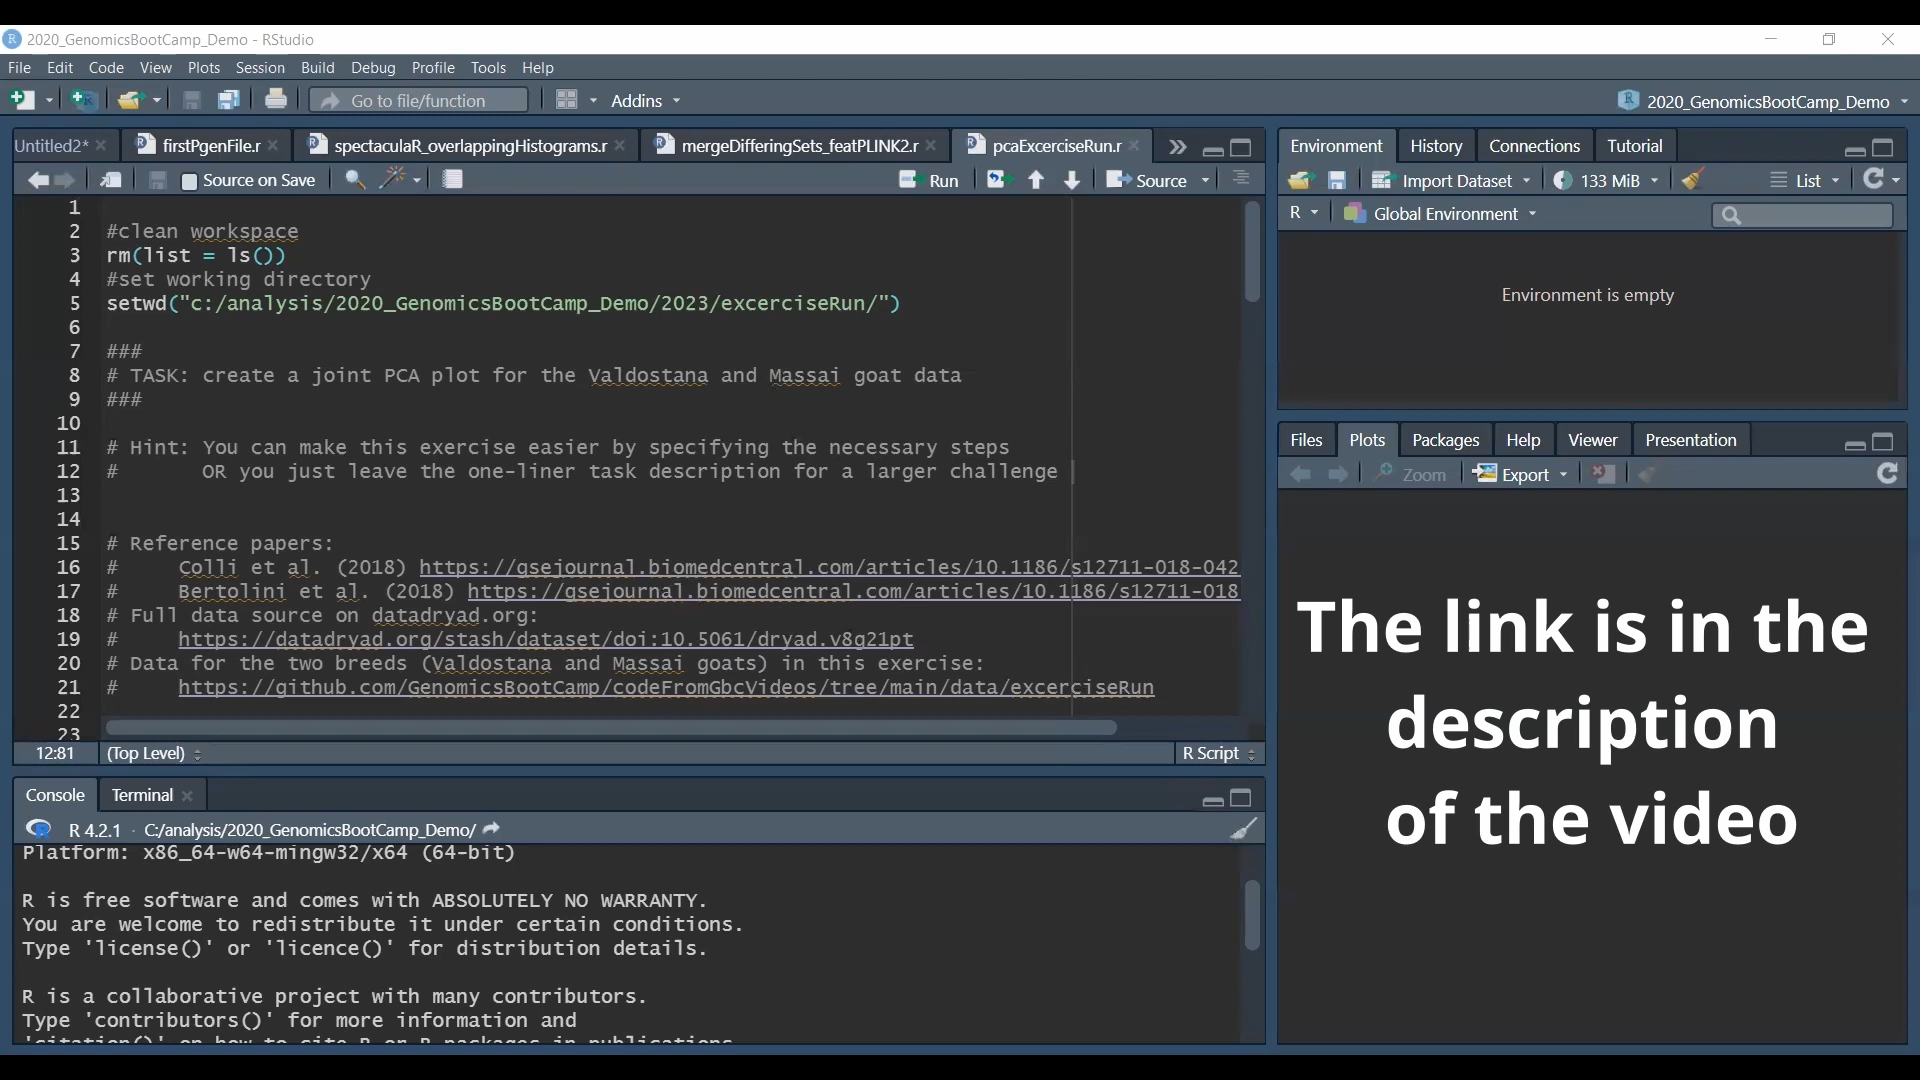 2020_GenomicsBootCamp_Demo - RStudio
File Edit Code View Plots Session Build Debug Profile Tools Help
Go to file/function Addins 2020_GenomicsBootCamp_Demo
Untitled2* firstPgenFile.r spectaculaR_overlappingHistograms.r mergeDifferingSets_featPLINK2.r pcaExcerciseRun.r
Source on Save Run Source
1
2 #clean workspace
3 rm(list = ls())
4 #set working directory
5 setwd("c:/analysis/2020_GenomicsBootCamp_Demo/2023/excerciseRun/")
6
7 ###
8 # TASK: create a joint PCA plot for the Valdostana and Massai goat data
9 ###
10
11 # Hint: You can make this exercise easier by specifying the necessary steps
12 # OR you just leave the one-liner task description for a larger challenge
13
14
15 # Reference papers:
16 # Colli et al. (2018) https://gsejournal.biomedcentral.com/articles/10.1186/s12711-018-042
17 # Bertolini et al. (2018) https://gsejournal.biomedcentral.com/articles/10.1186/s12711-018
18 # Full data source on datadryad.org:
19 # https://datadryad.org/stash/dataset/doi:10.5061/dryad.v8g21pt
20 # Data for the two breeds (Valdostana and Massai goats) in this exercise:
21 # https://github.com/GenomicsBootCamp/codeFromGbcVideos/tree/main/data/excerciseRun
22
23
12:81 (Top Level) R Script
Console Terminal
R 4.2.1 · C:/analysis/2020_GenomicsBootCamp_Demo/
Platform: x86_64-w64-mingw32/x64 (64-bit)
R is free software and comes with ABSOLUTELY NO WARRANTY.
You are welcome to redistribute it under certain conditions.
Type 'license()' or 'licence()' for distribution details.
R is a collaborative project with many contributors.
Type 'contributors()' for more information and
'citation()' on how to cite R or R packages in publications.
Environment History Connections Tutorial
Import Dataset 133 MiB List
R Global Environment
Environment is empty
Files Plots Packages Help Viewer Presentation
Zoom Export
The link is in the
description
of the video